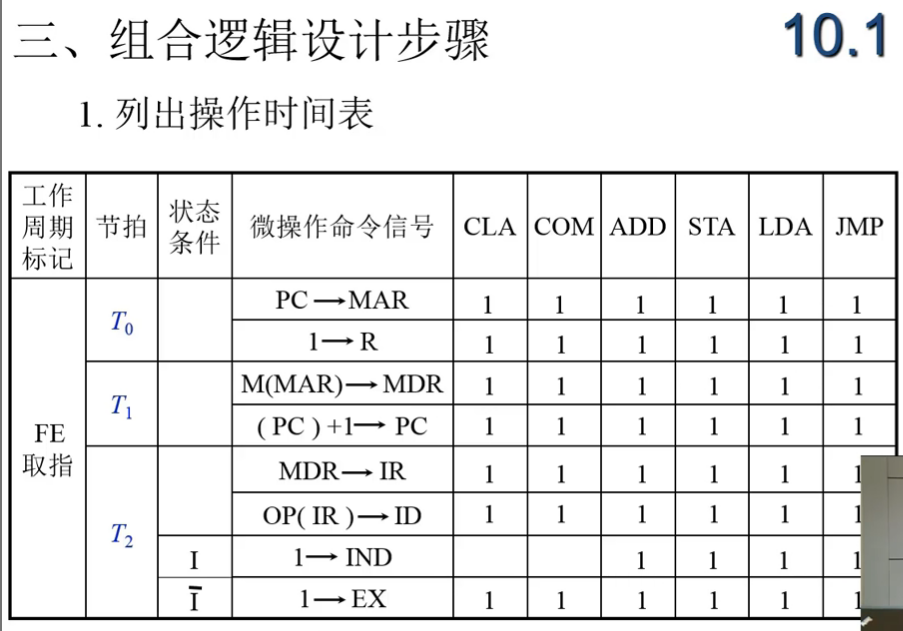 三、组合逻辑设计步骤 10.1
1. 列出操作时间表
工作周期标记 节拍 状态条件 微操作命令信号 CLA COM ADD STA LDA JMP
FE 取指 T0 PC→MAR 1 1 1 1 1 1
1→R 1 1 1 1 1 1
T1 M(MAR)→MDR 1 1 1 1 1 1
( PC ) +1→ PC 1 1 1 1 1 1
T2 MDR→IR 1 1 1 1 1 1
OP( IR )→ID 1 1 1 1 1 1
I 1→IND 1 1 1 1
Ī 1→EX 1 1 1 1 1 1